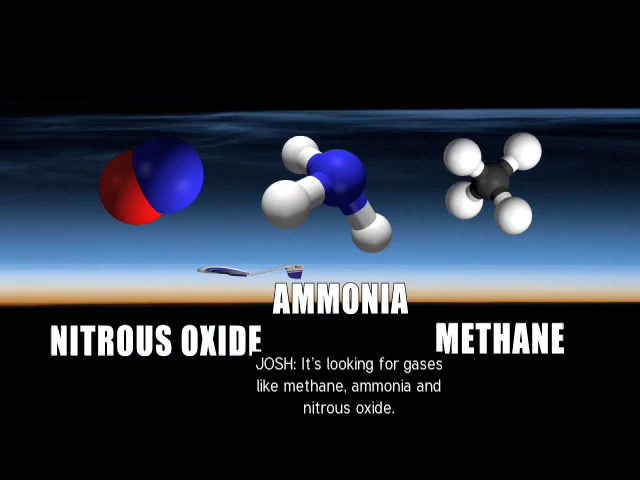 AMMONIA
NITROUS OXIDE
METHANE
JOSH: It's looking for gases
like methane, ammonia and
nitrous oxide.